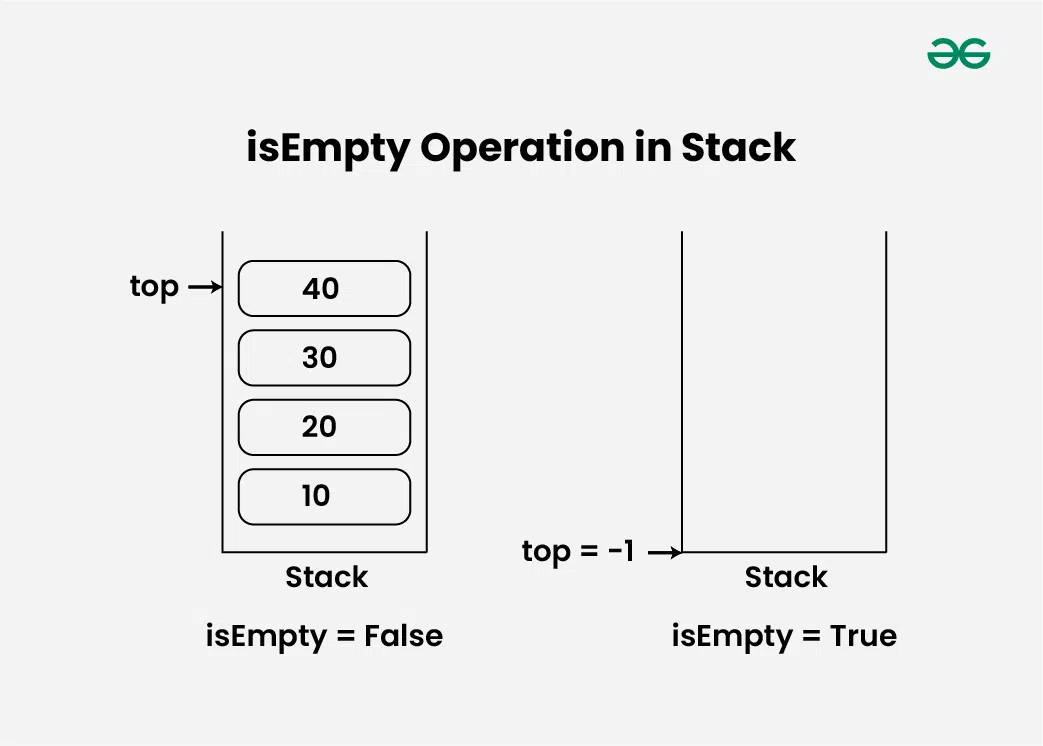 isEmpty Operation in Stack
top
40
30
20
10
Stack
isEmpty = False
top = -1
Stack
isEmpty = True